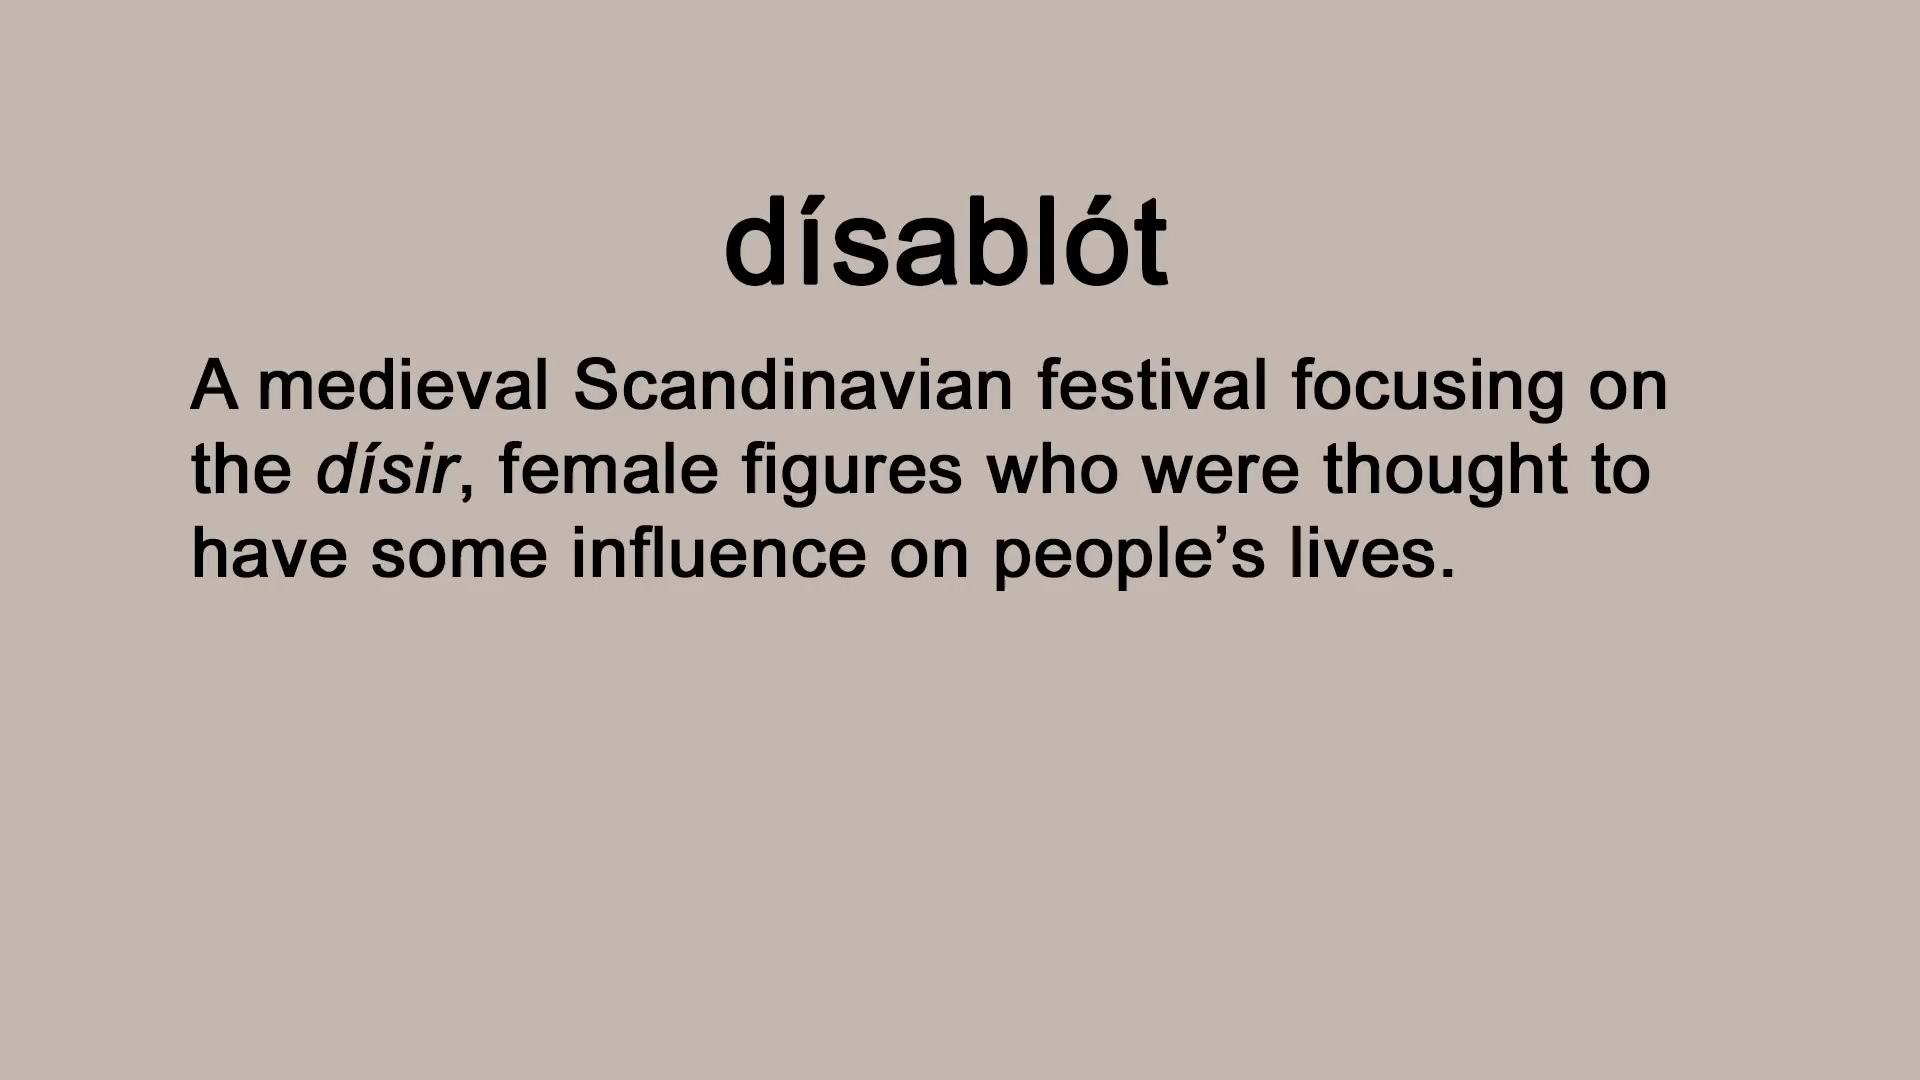 dísablót
A medieval Scandinavian festival focusing on
the dísir, female figures who were thought to
have some influence on people’s lives.